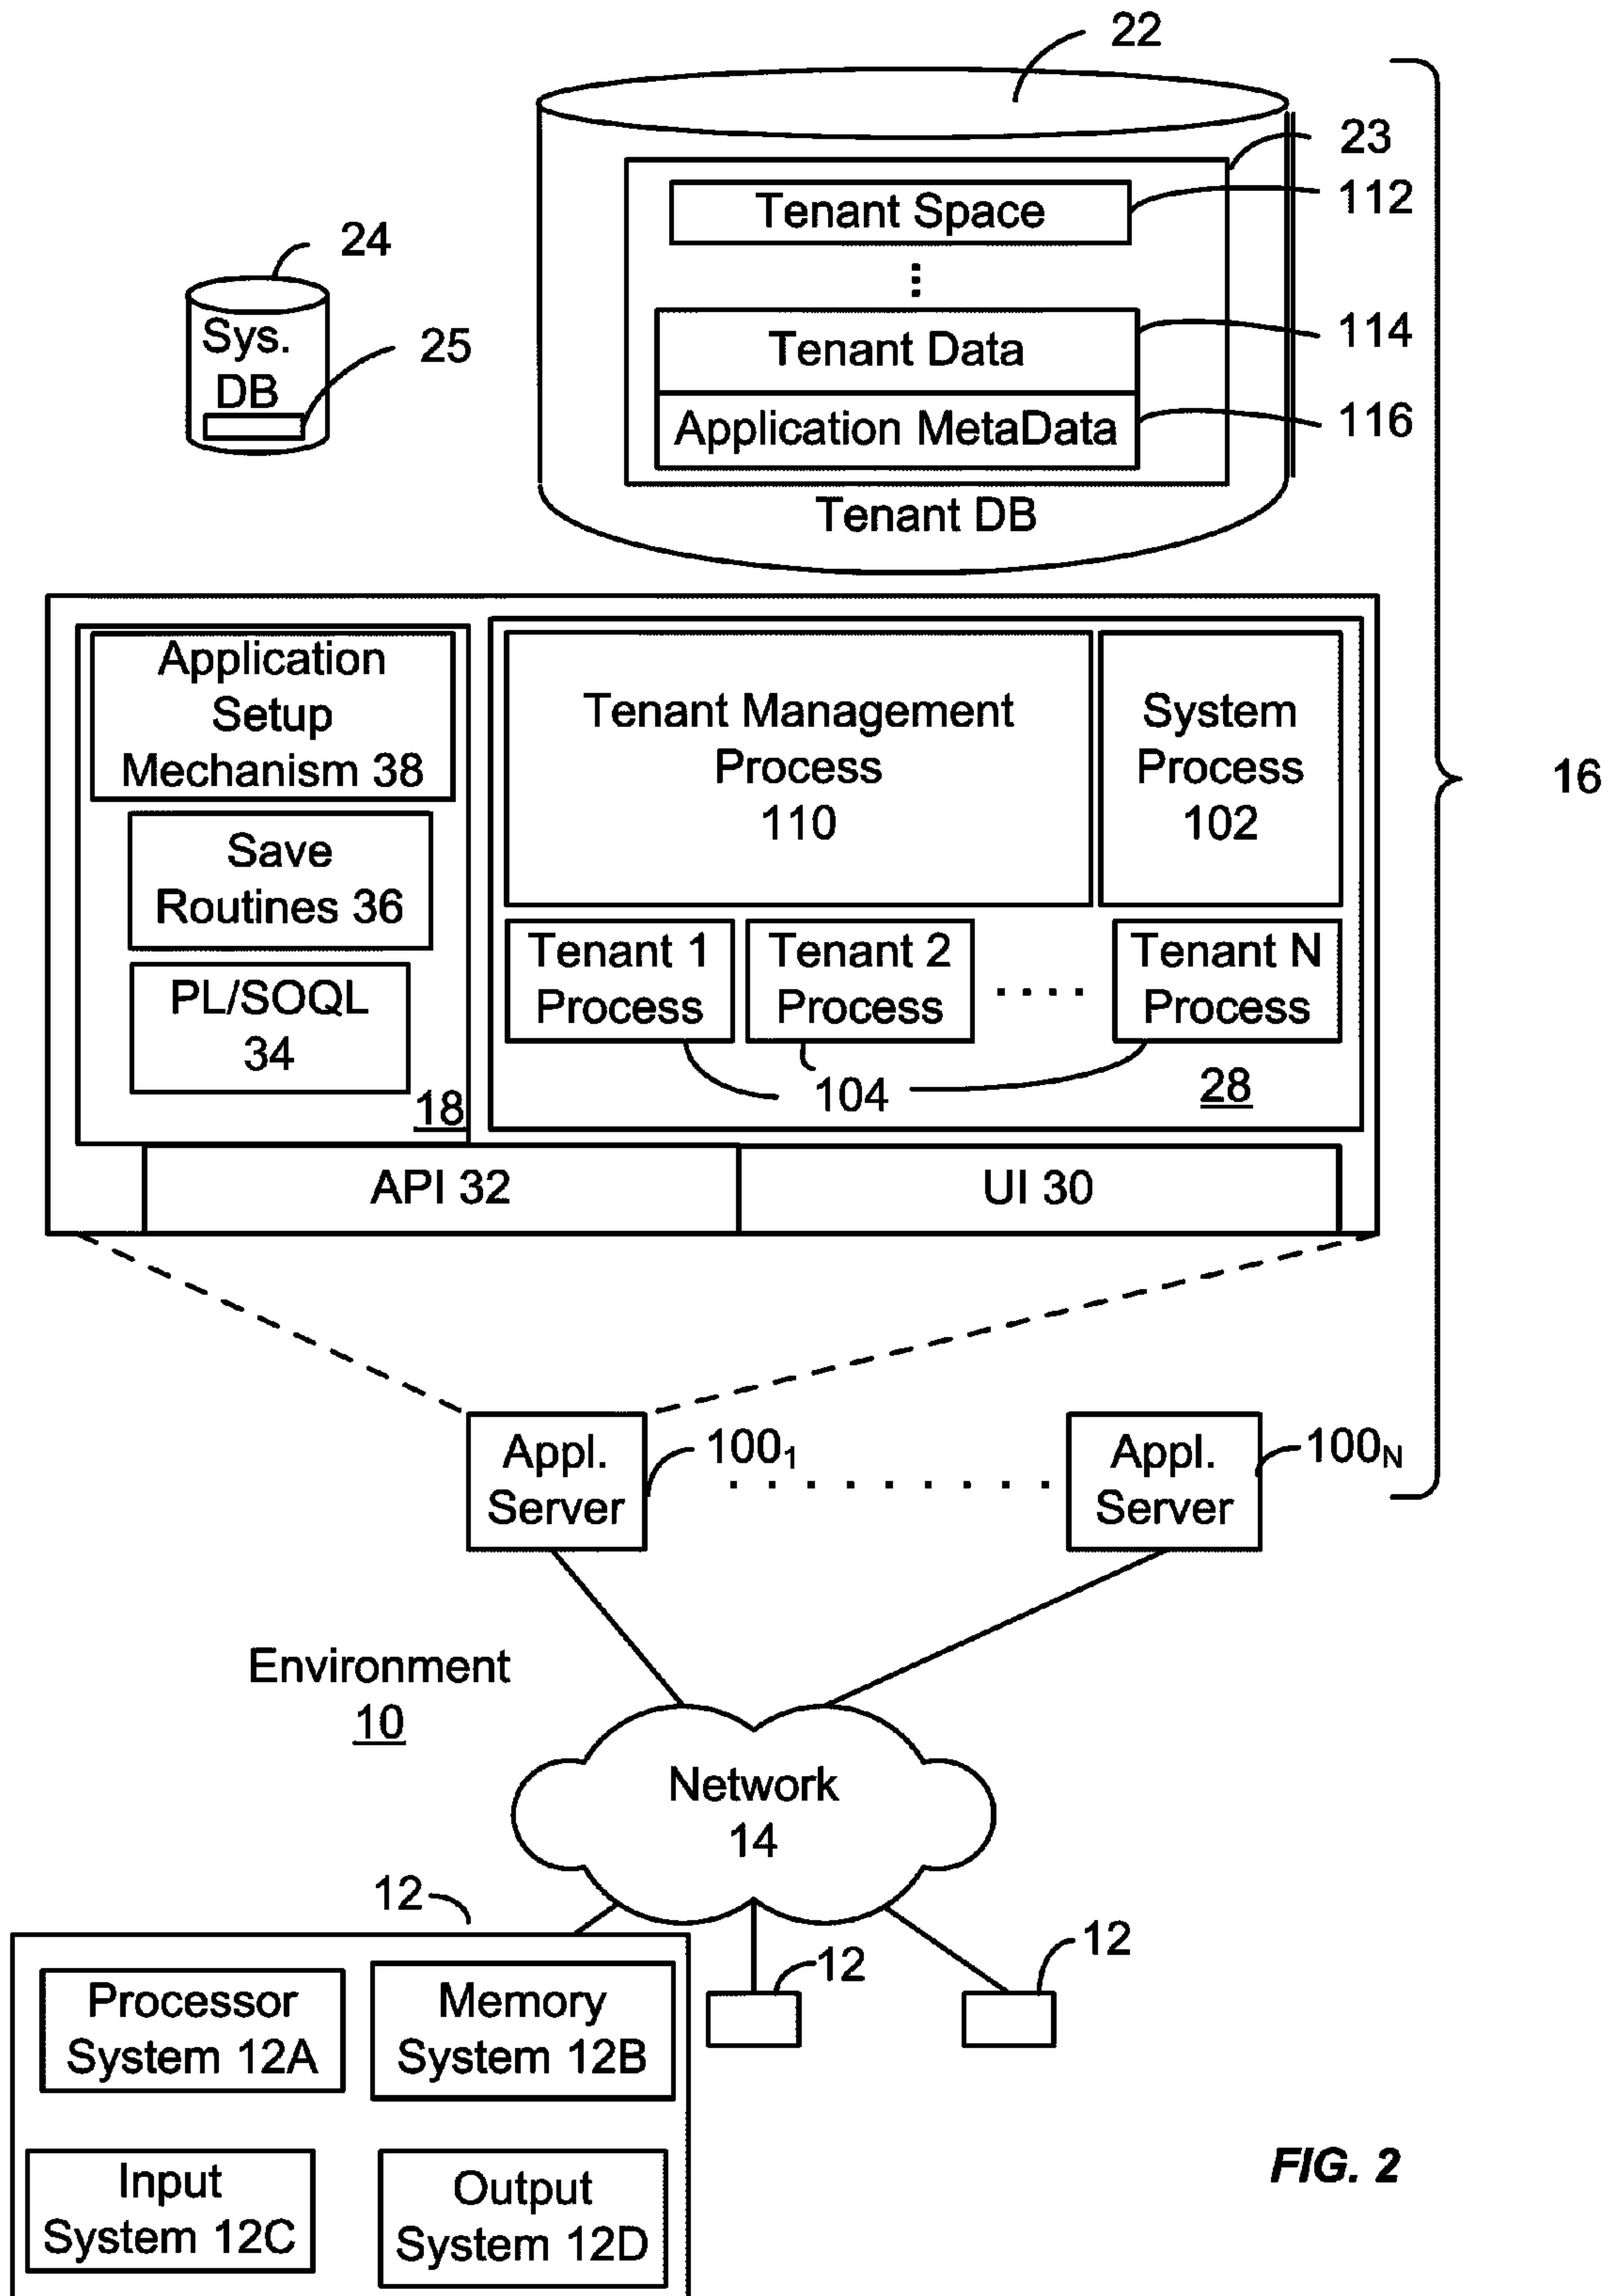 22
23
Tenant Space
112
24
Sys.
DB
25
Tenant Data
114
Application MetaData
116
Tenant DB
Application
Setup
Mechanism 38
Tenant Management
Process
110
System
Process
102
16
Save
Routines 36
Tenant 1
Process
Tenant 2
Process
Tenant N
Process
PL/SOQL
34
18
104
28
API 32
UI 30
Appl.
Server
100₁
Appl.
Server
100N
Environment
10
Network
14
12
12
12
Processor
System 12A
Memory
System 12B
Input
System 12C
Output
System 12D
FIG. 2